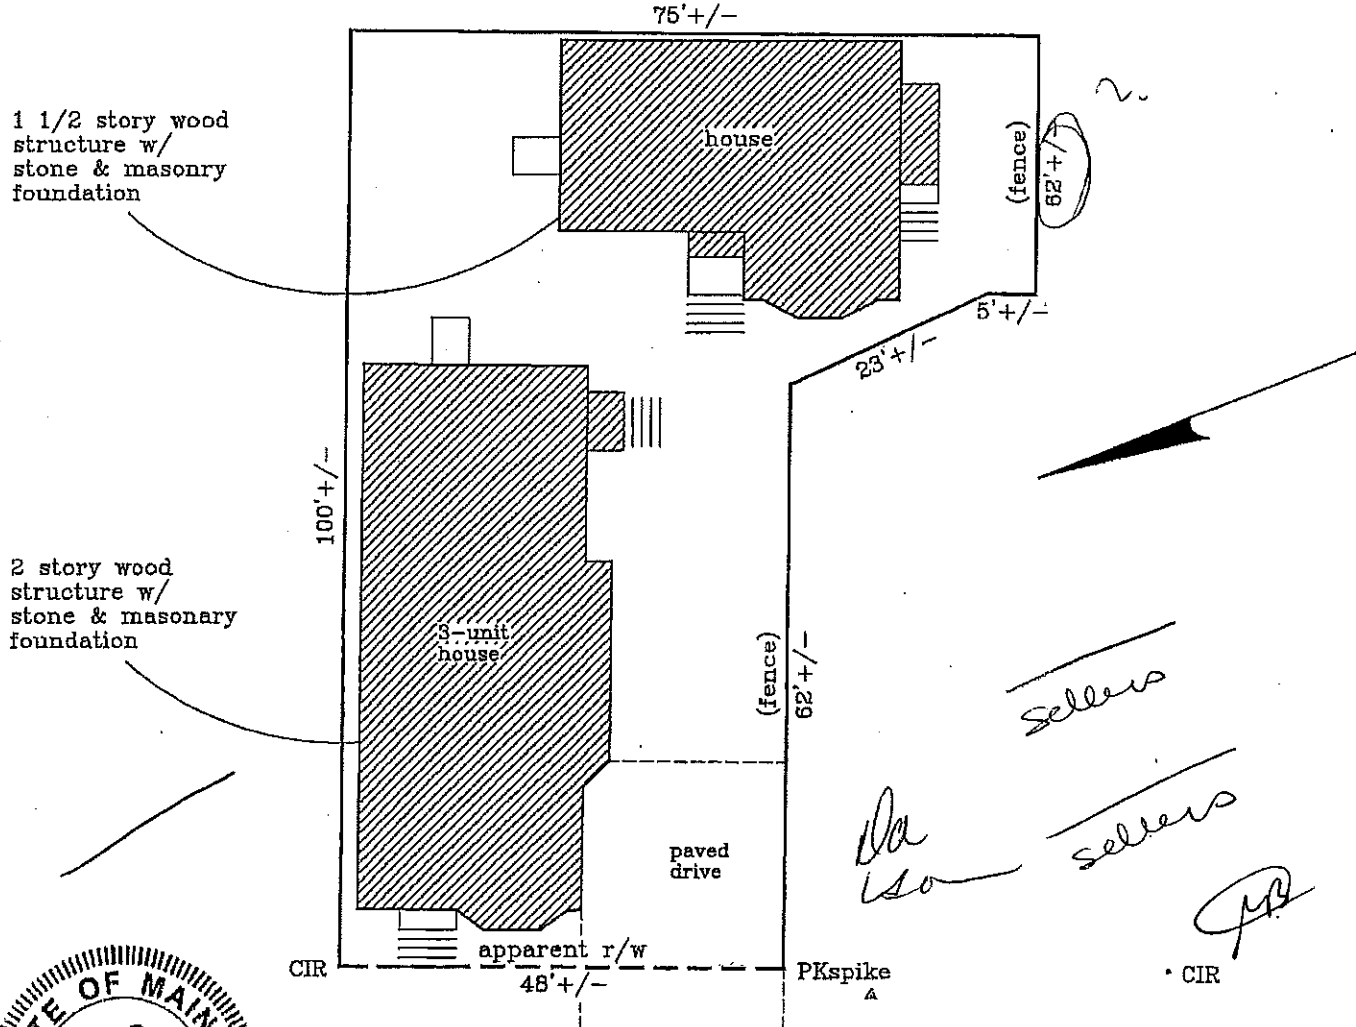 75'+/-
1 1/2 story wood
structure w/
stone & masonry
foundation
house
(fence)
62'+/-
2.
5'+/-
23'+/-
100'+/-
2 story wood
structure w/
stone & masonary
foundation
3-unit
house
(fence)
62'+/-
sellers
sellers
paved
drive
MB
apparent r/w
CIR
48'+/-
PKspike
CIR
OF MAIN